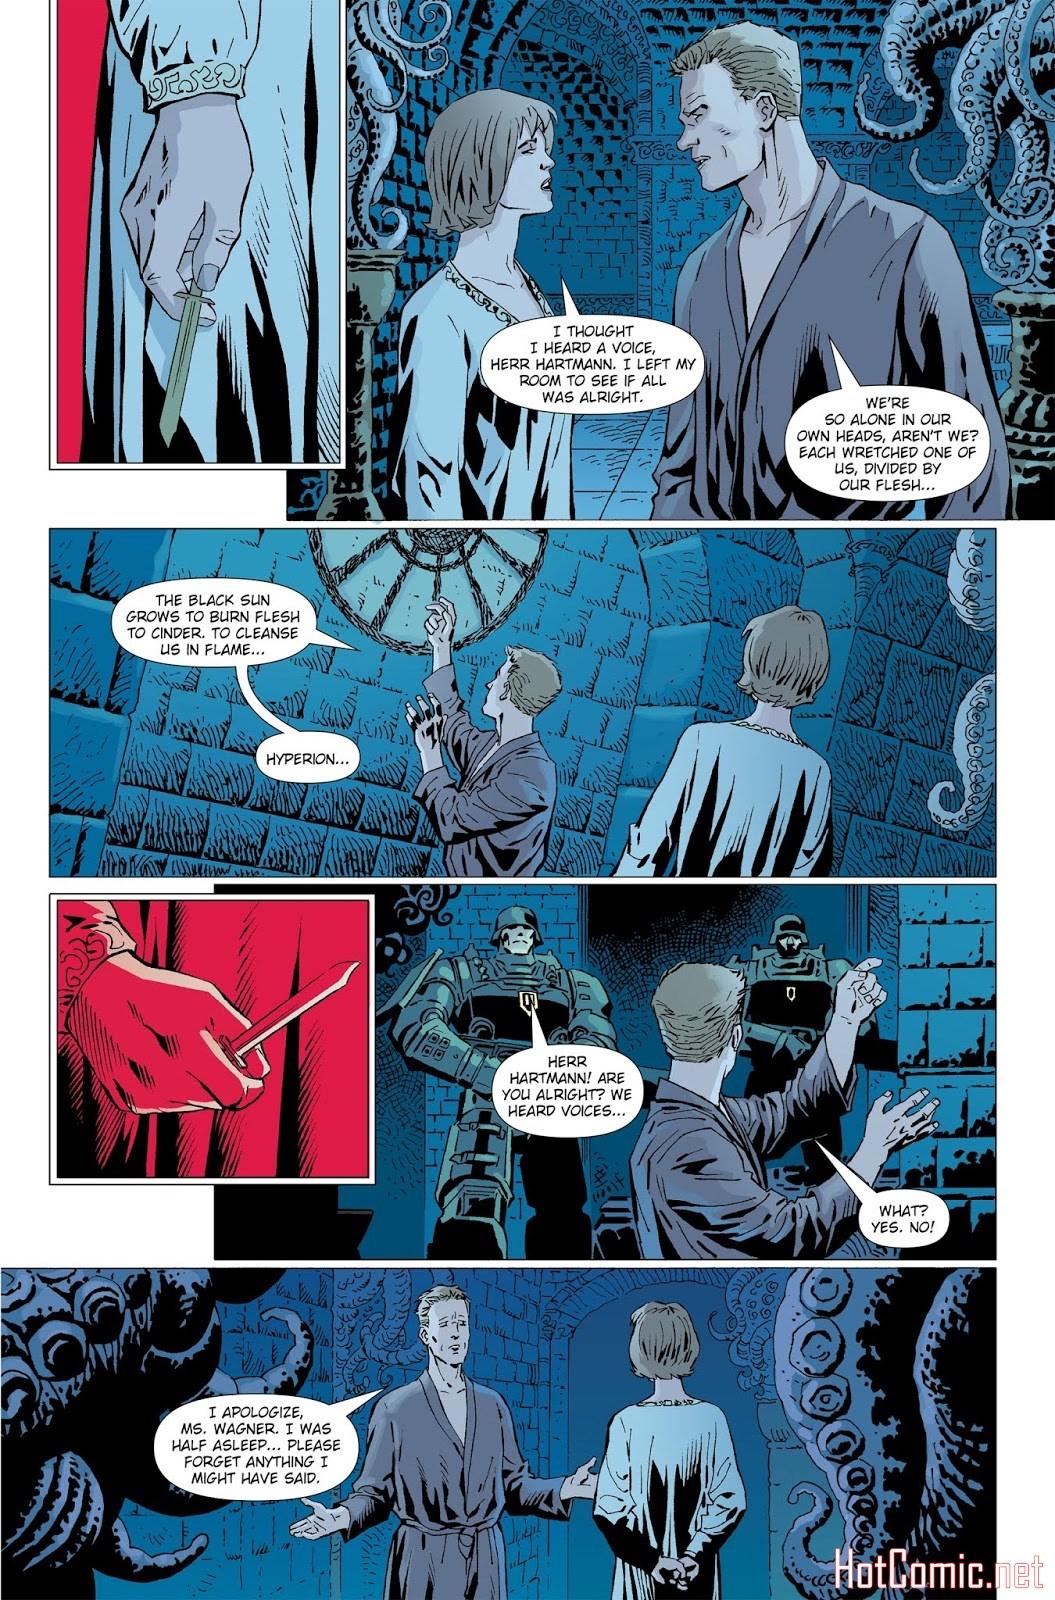 I THOUGHT
I HEARD A VOICE,
HERR HARTMANN. I LEFT MY
ROOM TO SEE IF ALL
WAS ALRIGHT.
WE'RE
SO ALONE IN OUR
OWN HEADS, AREN'T WE?
EACH WRETCHED ONE OF
US, DIVIDED BY
OUR FLESH...
THE BLACK SUN
GROWS TO BURN FLESH
TO CINDER. TO CLEANSE
US IN FLAME...
HYPERION...
HERR
HARTMANN! ARE
YOU ALRIGHT? WE
HEARD VOICES...
WHAT?
YES. NO!
I APOLOGIZE,
MS. WAGNER. I WAS
HALF ASLEEP... PLEASE
FORGET ANYTHING I
MIGHT HAVE SAID.
HotComic.net